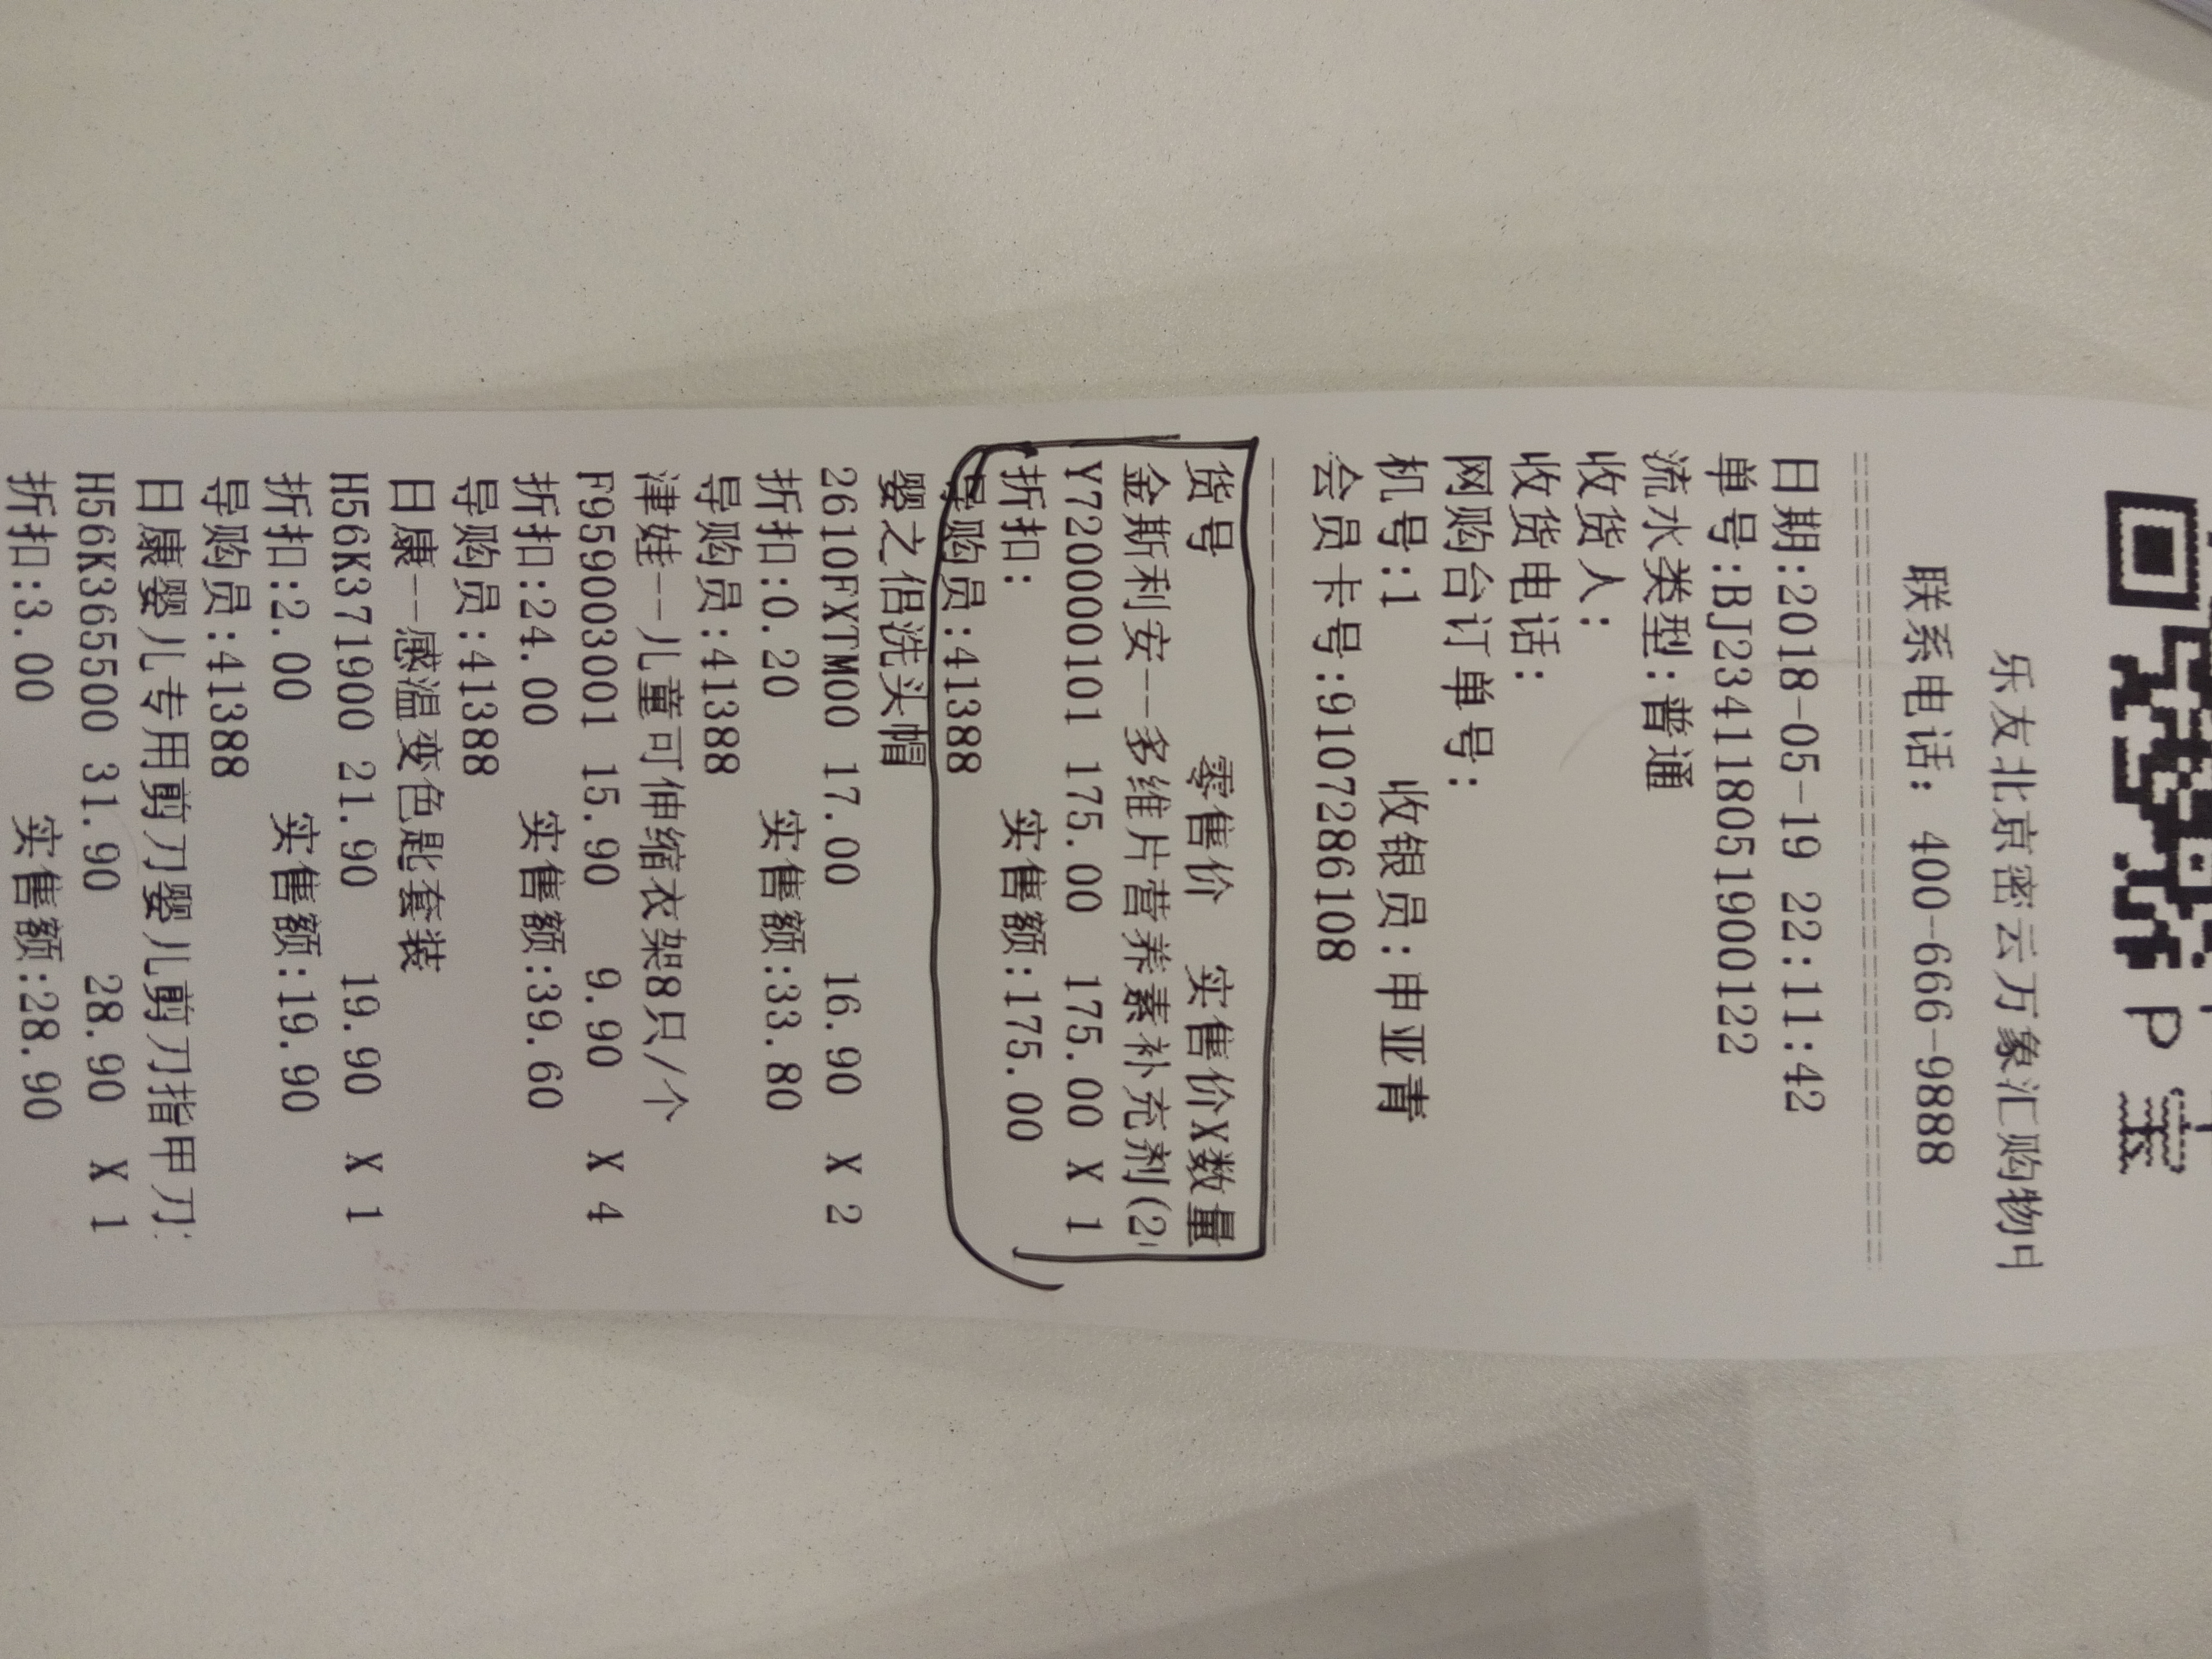 乐友北京密云万象汇购物
联系电话: 400-666-9888
日期:2018-05-19 22:11:42
单号:BJ23411805190­0122
流水类型:普通
收货人:
收货电话:
网购台订单号:
机号:1 收银员:申亚青
会员卡号:9107286108
货号 零售价 实售价X数量
金斯利安--多维片营养素补充剂(2
Y7200000101 175.00 175.00 X 1
折扣: 实售额:175.00
导购员:41388
婴之侣洗头帽
2610FXTM00 17.00 16.90 X 2
折扣:0.20 实售额:33.80
导购员:41388
津娃--儿童可伸缩衣架8只/个
F959003001 15.90 9.90 X 4
折扣:24.00 实售额:39.60
导购员:41388
日康--感温变色匙套装
H56K371900 21.90 19.90 X 1
折扣:2.00 实售额:19.90
导购员:41388
日康婴儿专用剪刀婴儿剪刀指甲刀
H56K365500 31.90 28.90 X 1
折扣:3.00 实售额:28.90